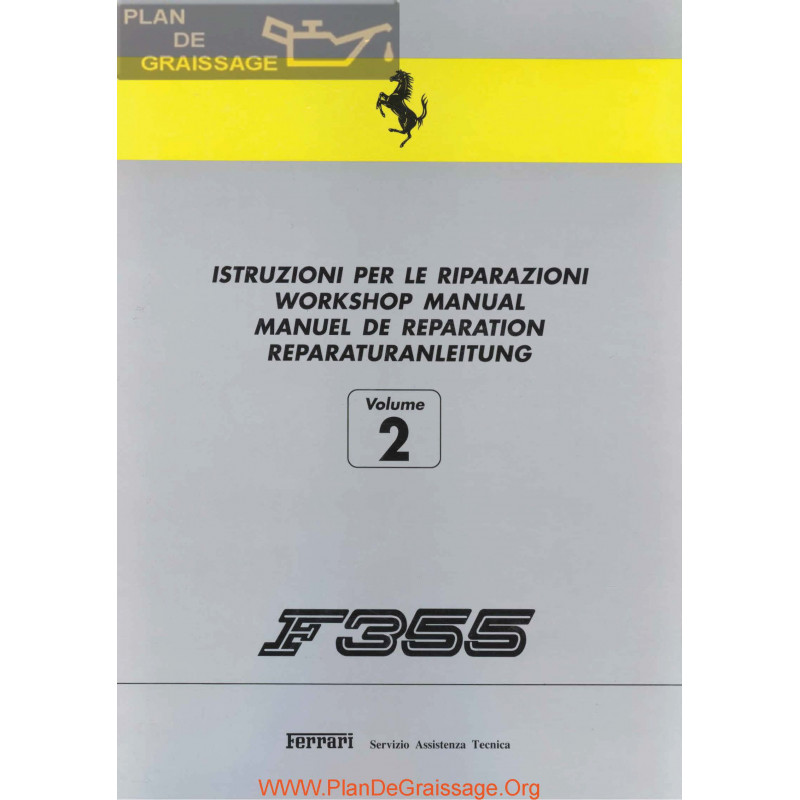 PLAN
DE
GRAISSAGE
ISTRUZIONI PER LE RIPARAZIONI
WORKSHOP MANUAL
MANUEL DE REPARATION
REPARATURANLEITUNG
Volume
2
F355
Ferrari Servizio Assistenza Tecnica
WWW.PlanDeGraissage.Org